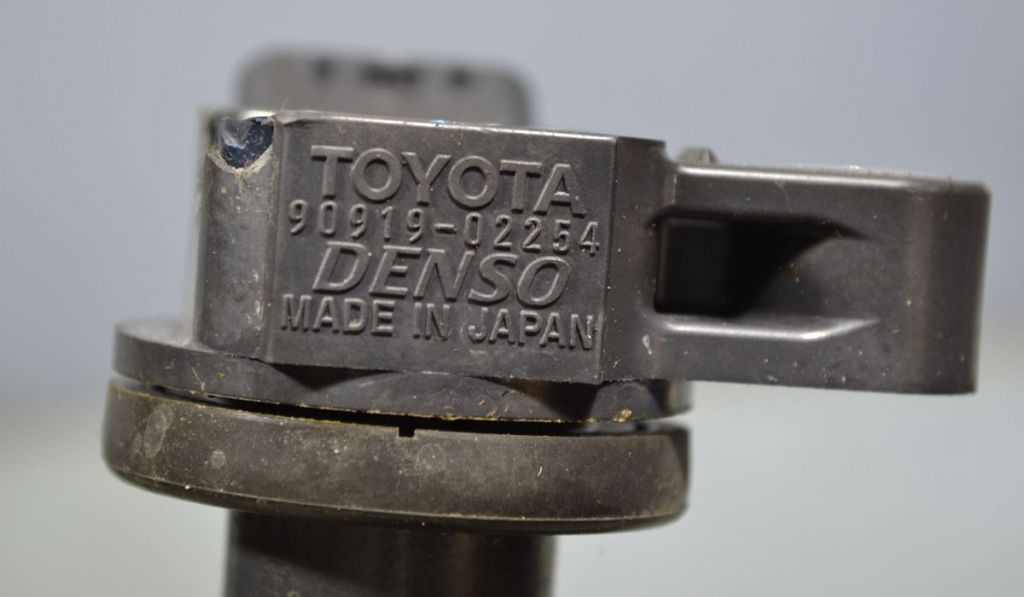 TOYOTA
90919-02254
DENSO
MADE IN JAPAN